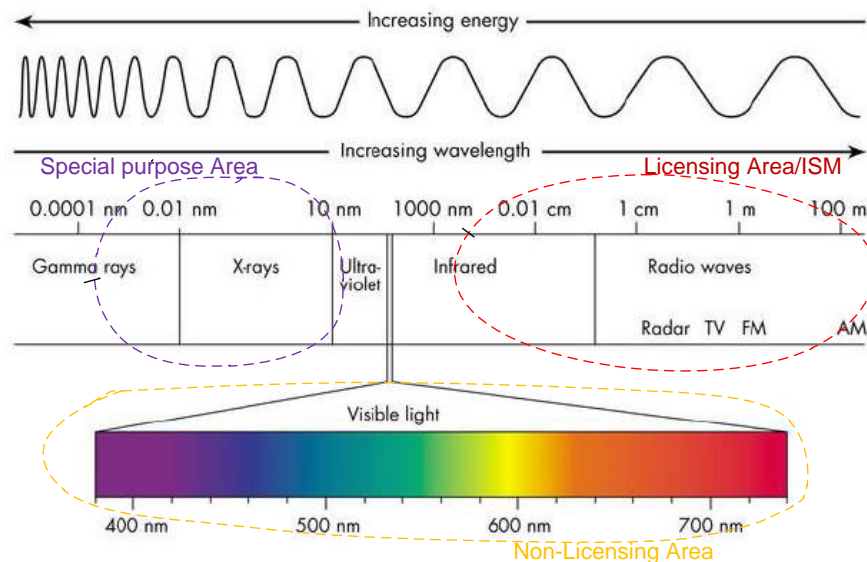 Increasing energy
Increasing wavelength
Special purpose Area
Licensing Area/ISM
0.0001 nm 0.01 nm 10 nm 1000 nm 0.01 cm 1 cm 1 m 100 m
Gamma rays X-rays Ultra- Infrared Radio waves
violet
Radar TV FM AM
Visible light
400 nm 500 nm 600 nm 700 nm
Non-Licensing Area